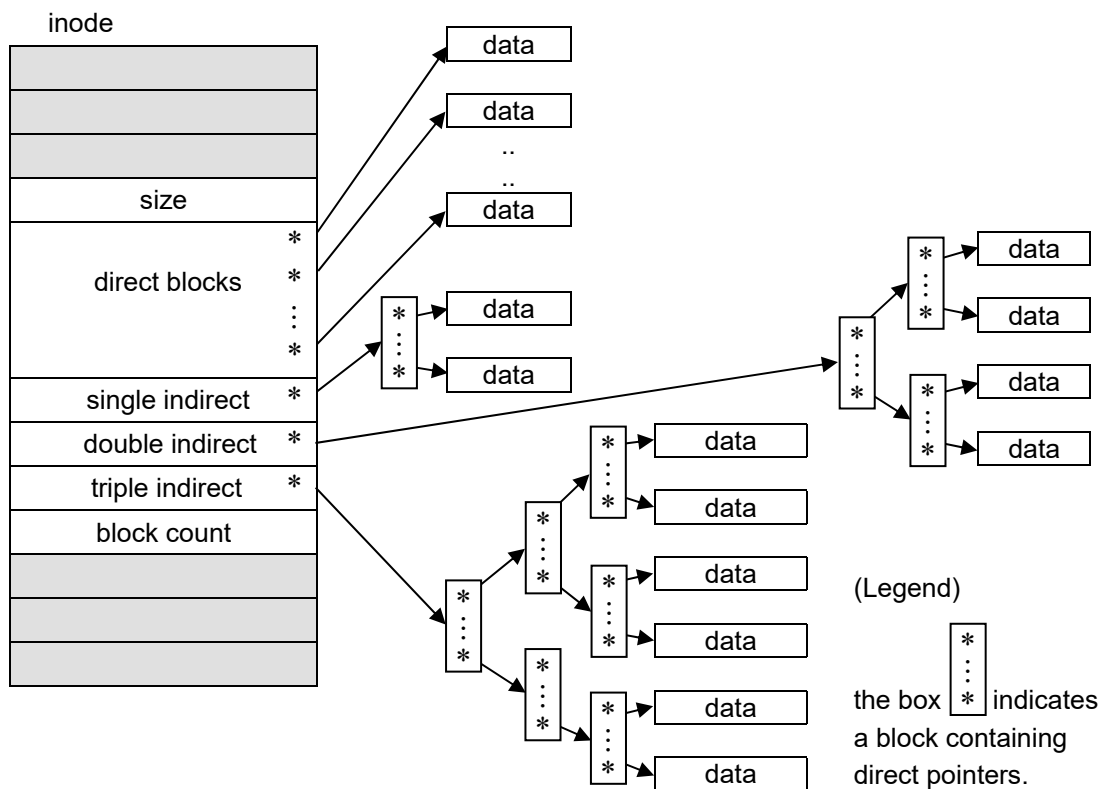 inode
size
direct blocks
*
*
⋮
*
single indirect *
double indirect *
triple indirect *
block count
data
data
..
..
data
*
⋮
*
data
data
*
⋮
*
*
⋮
*
data
data
*
⋮
*
data
data
*
⋮
*
*
⋮
*
*
⋮
*
data
data
*
⋮
*
data
data
*
⋮
*
*
⋮
*
data
data
(Legend)
*
⋮
the box * indicates
a block containing
direct pointers.